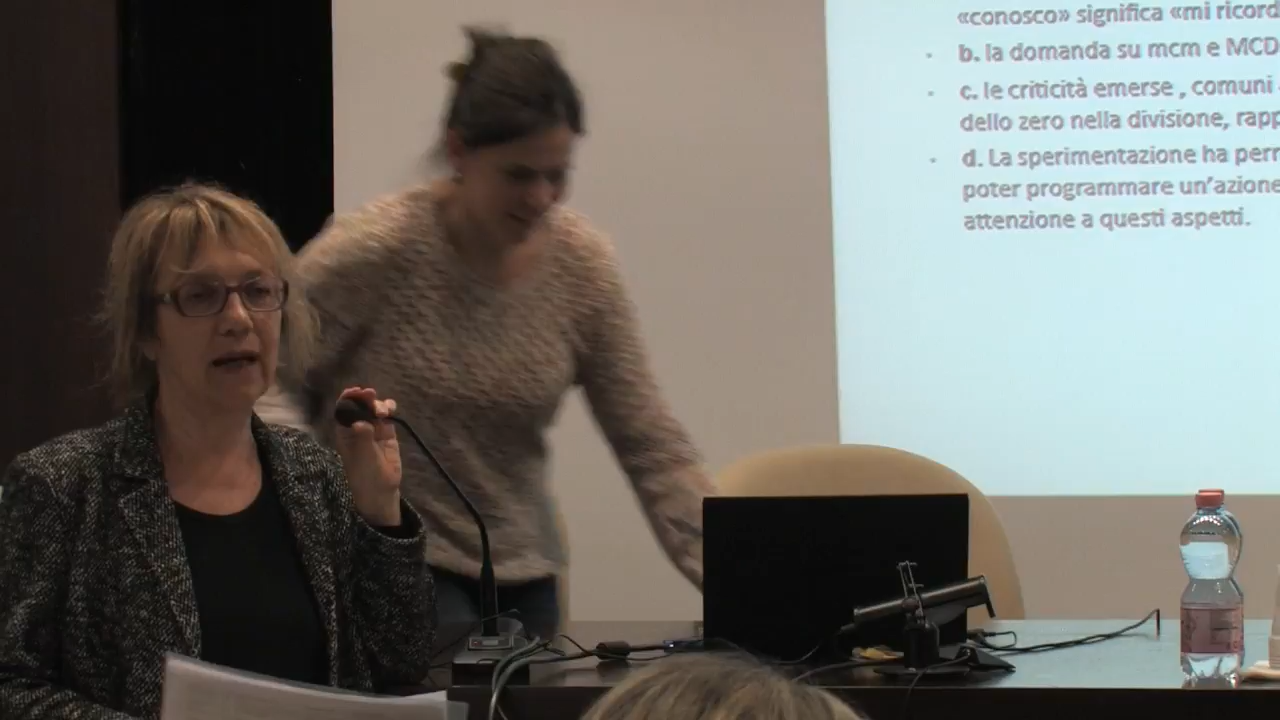 «conosco» significa «mi ricord
b. la domanda su mcm e MCD
c. le criticità emerse , comuni
dello zero nella divisione, rapp
d. La sperimentazione ha perr
poter programmare un'azione
attenzione a questi aspetti.